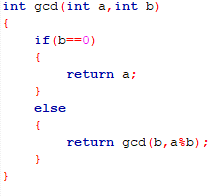 int gcd(int a,int b)
{
    if(b==0)
    {
        return a;
    }
    else
    {
        return gcd(b,a%b);
    }
}